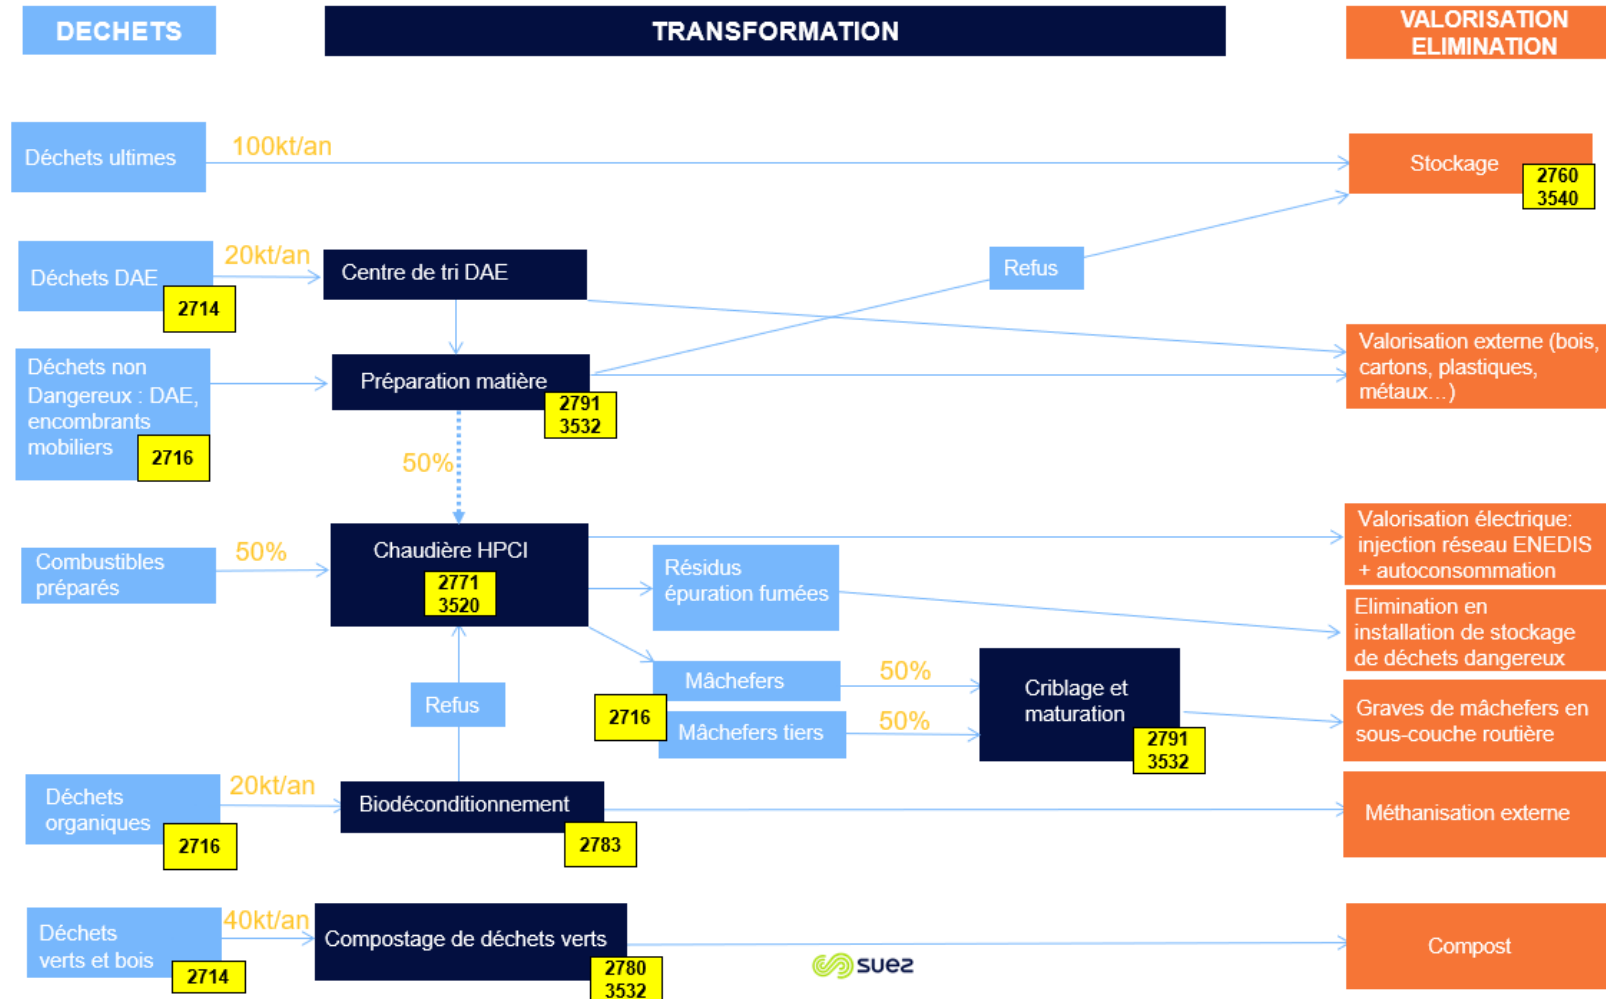 DECHETS
TRANSFORMATION
VALORISATION
ELIMINATION
Déchets ultimes
100kt/an
Stockage
2760
3540
Déchets DAE
2714
20kt/an
Centre de tri DAE
Refus
Déchets non
Dangereux : DAE,
encombrants
mobiliers
2716
Préparation matière
2791
3532
Valorisation externe (bois,
cartons, plastiques,
métaux…)
50%
Combustibles
préparés
50%
Chaudière HPCI
2771
3520
Valorisation électrique:
injection réseau ENEDIS
+ autoconsommation
Résidus
épuration fumées
Elimination en
installation de stockage
de déchets dangereux
Refus
2716
Mâchefers
50%
Mâchefers tiers
50%
Criblage et
maturation
2791
3532
Graves de mâchefers en
sous-couche routière
Déchets
organiques
2716
20kt/an
Biodéconditionnement
2783
Méthanisation externe
Déchets
verts et bois
2714
40kt/an
Compostage de déchets verts
2780
3532
suez
Compost